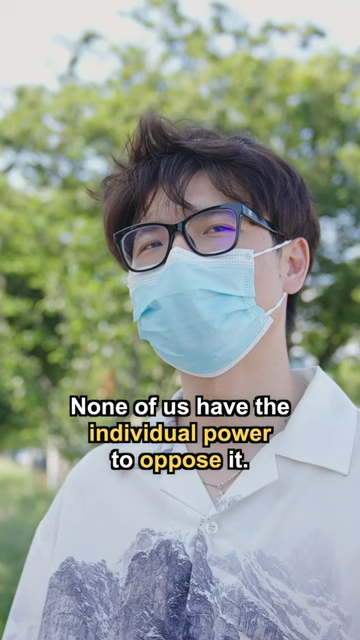 None of us have the
individual power
to oppose it.